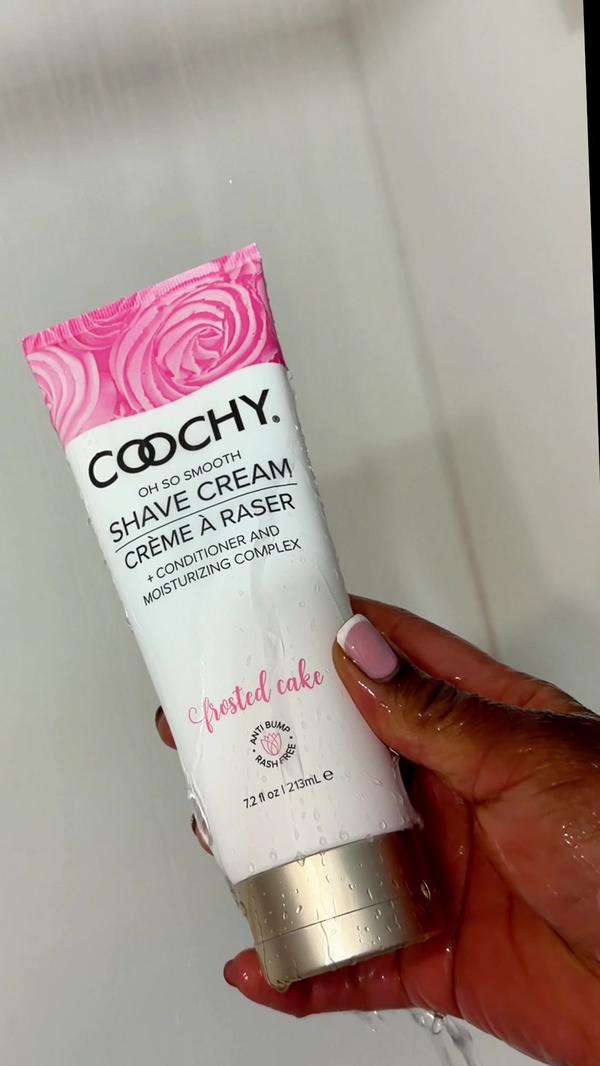 COOCHY®
OH SO SMOOTH
SHAVE CREAM
CRÈME À RASER
+ CONDITIONER AND
MOISTURIZING COMPLEX
frosted cake
• ANTI BUMP •
RASH FREE
7.2 fl oz | 213mL ℮